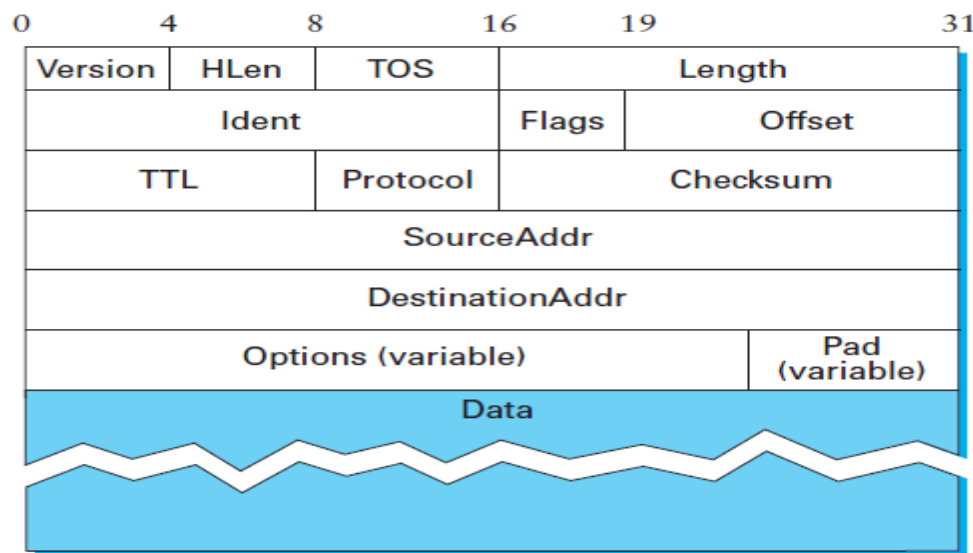 0 4 8 16 19 31
Version HLen TOS Length
Ident Flags Offset
TTL Protocol Checksum
SourceAddr
DestinationAddr
Options (variable) Pad
(variable)
Data